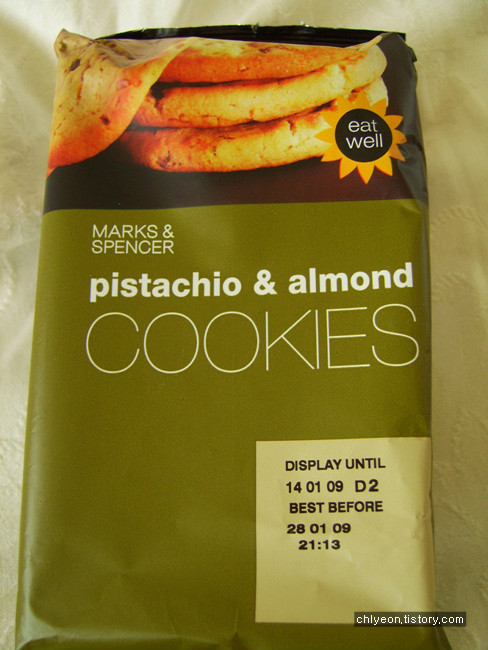 eat
well
MARKS &
SPENCER
pistachio & almond
COOKIES
DISPLAY UNTIL
14 01 09 D2
BEST BEFORE
28 01 09
21:13
chlyeon.tistory.com